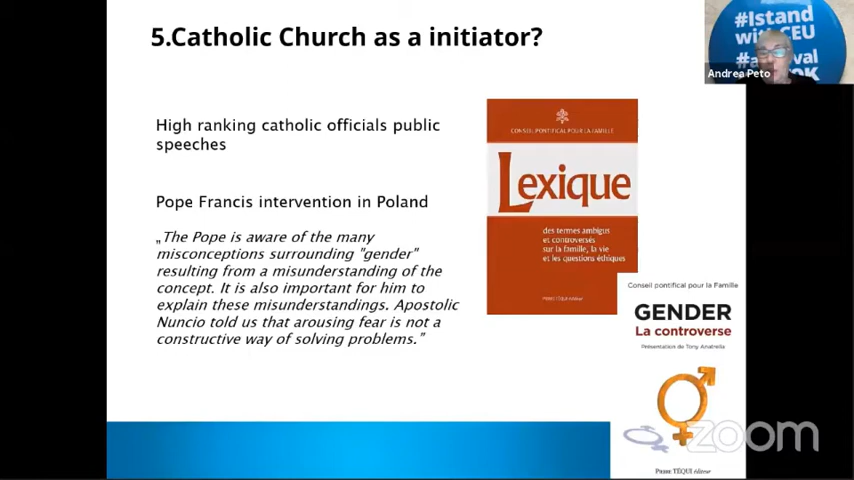 5.Catholic Church as a initiator?
#Istand
with CEU
Andrea Peto
High ranking catholic officials public
speeches
Pope Francis intervention in Poland
„The Pope is aware of the many
misconceptions surrounding "gender"
resulting from a misunderstanding of the
concept. It is also important for him to
explain these misunderstandings. Apostolic
Nuncio told us that arousing fear is not a
constructive way of solving problems.”
CONSEIL PONTIFICAL POUR LA FAMILLE
Lexique
des termes ambigus
et controversés
sur la famille, la vie
et les questions éthiques
PIERRE TÉQUI éditeur
Conseil pontifical pour la Famille
GENDER
La controverse
Présentation de Tony Anatrella
zoom
PIERRE TÉQUI éditeur